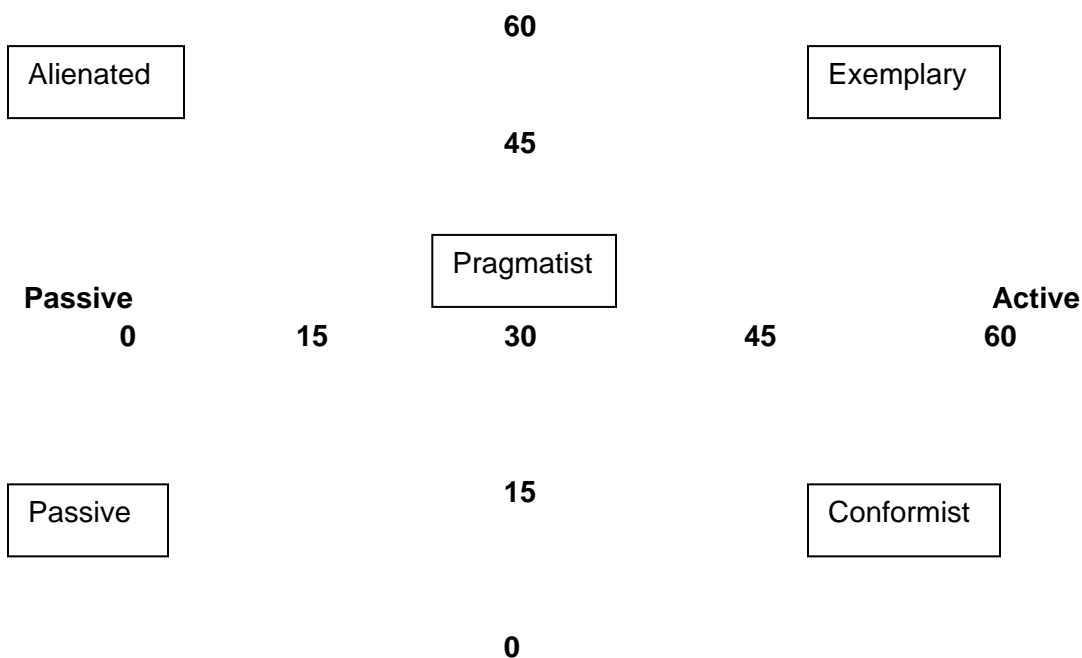 60
Alienated
Exemplary
45
Pragmatist
Passive
Active
0 15 30 45 60
Passive
15
Conformist
0